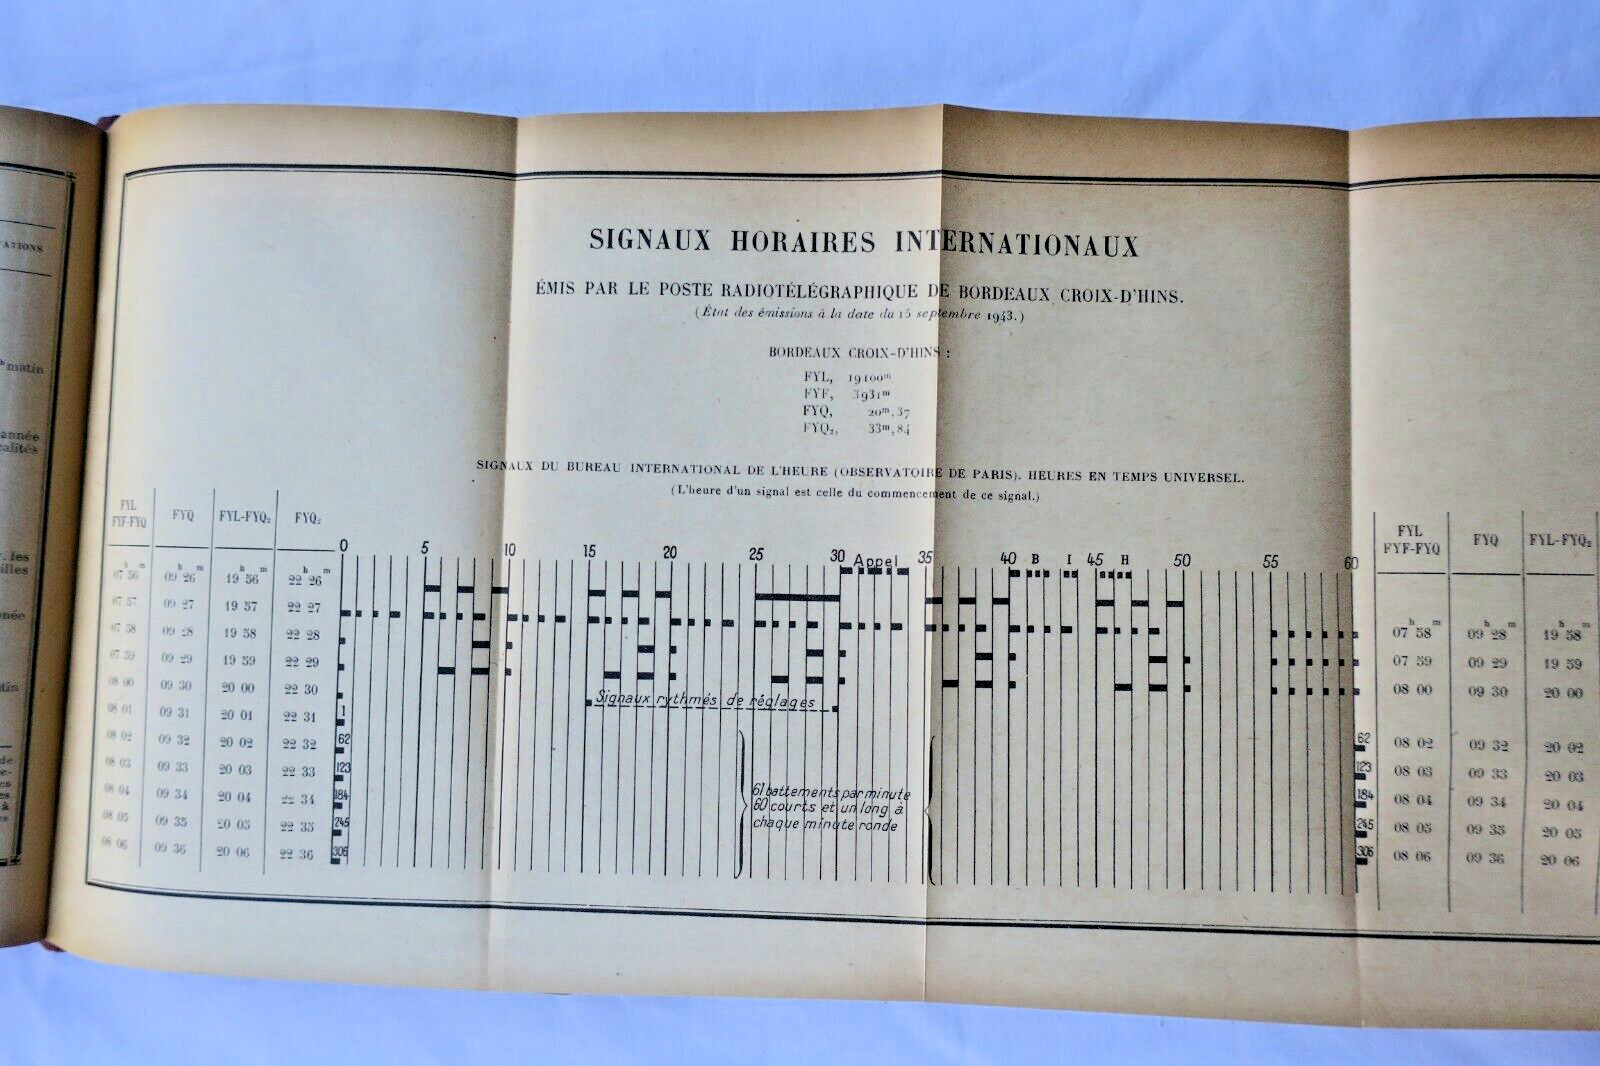 TATIONS
matin
année
calités
SIGNAUX HORAIRES INTERNATIONAUX
ÉMIS PAR LE POSTE RADIOTÉLÉGRAPHIQUE DE BORDEAUX CROIX-D'HINS.
(État des émissions à la date du 15 septembre 1943.)
BORDEAUX CROIX-D'HINS :
FYL, 19100ᵐ
FYF, 3931ᵐ
FYQ, 20ᵐ,37
FYQ₂, 33ᵐ,84
SIGNAUX DU BUREAU INTERNATIONAL DE L'HEURE (OBSERVATOIRE DE PARIS). HEURES EN TEMPS UNIVERSEL.
(L'heure d'un signal est celle du commencement de ce signal.)
FYL FYF-FYQ FYQ FYL-FYQ₂ FYQ₂
0 5 10 15 20 25 30 Appel 35 40 B I 45 H 50 55 60
FYL FYF-FYQ FYQ FYL-FYQ₂
h m h m h m h m
07 56 09 26 19 56 22 26
07 57 09 27 19 57 22 27
07 58 09 28 19 58 22 28
07 59 09 29 19 59 22 29
08 00 09 30 20 00 22 30
08 01 09 31 20 01 22 31 1
08 02 09 32 20 02 22 32 62
08 03 09 33 20 03 22 33 123
08 04 09 34 20 04 22 34 184
08 05 09 35 20 05 22 35 245
08 06 09 36 20 06 22 36 306
Signaux rythmés de réglages
61 battements par minute
60 courts et un long à
chaque minute ronde
h m h m h m
07 58 09 28 19 58
07 59 09 29 19 59
08 00 09 30 20 00
62 08 02 09 32 20 02
123 08 03 09 33 20 03
184 08 04 09 34 20 04
245 08 05 09 35 20 05
306 08 06 09 36 20 06